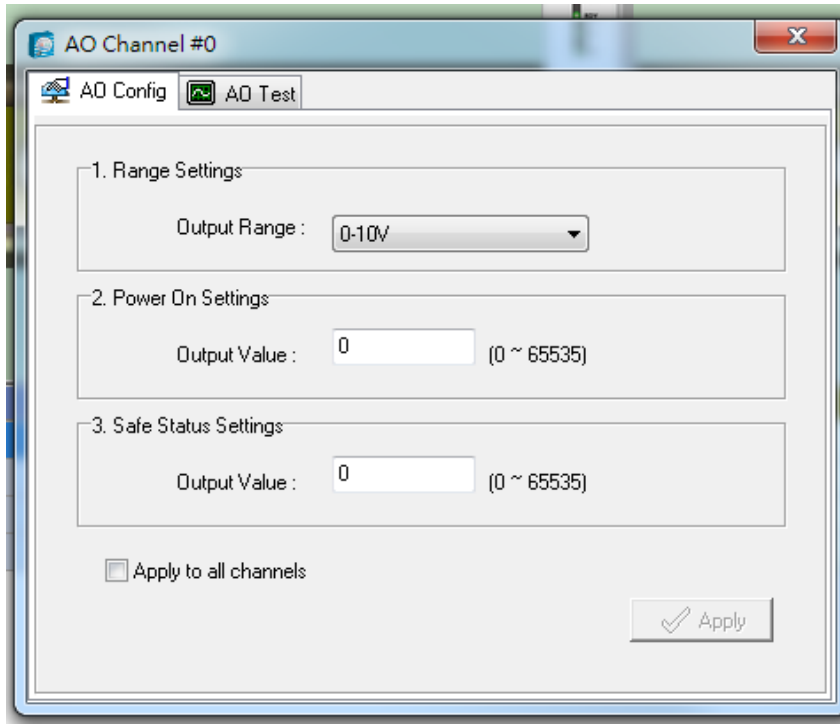 AO Channel #0
AO Config AO Test
1. Range Settings
Output Range : 0-10V
2. Power On Settings
Output Value : 0 (0 ~ 65535)
3. Safe Status Settings
Output Value : 0 (0 ~ 65535)
Apply to all channels
Apply